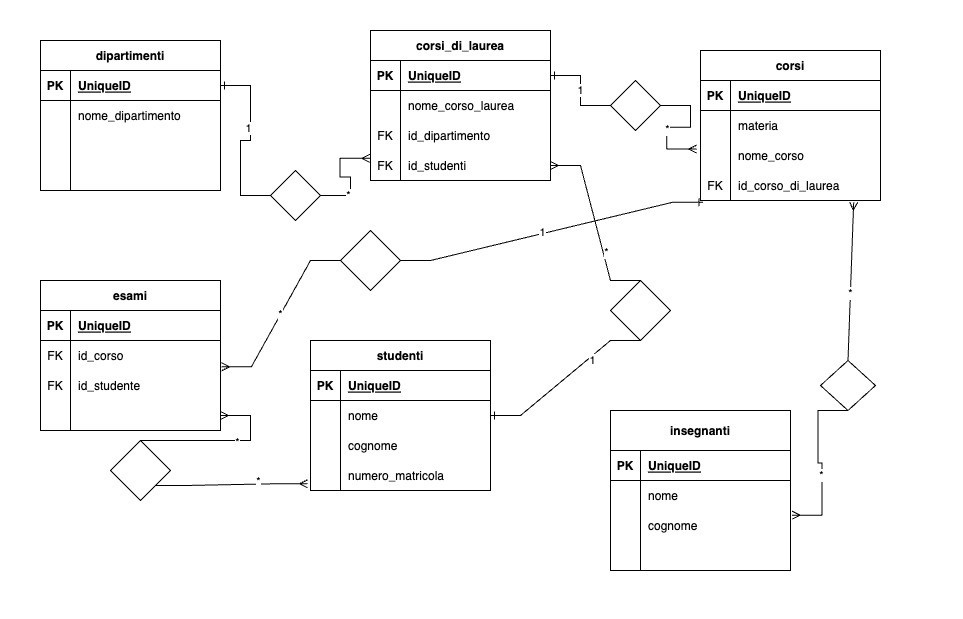 dipartimenti
PK UniqueID
nome_dipartimento
1
*
corsi_di_laurea
PK UniqueID
nome_corso_laurea
FK id_dipartimento
FK id_studenti
1
*
corsi
PK UniqueID
materia
nome_corso
FK id_corso_di_laurea
1
*
*
1
*
*
esami
PK UniqueID
FK id_corso
FK id_studente
*
*
studenti
PK UniqueID
nome
cognome
numero_matricola
insegnanti
PK UniqueID
nome
cognome